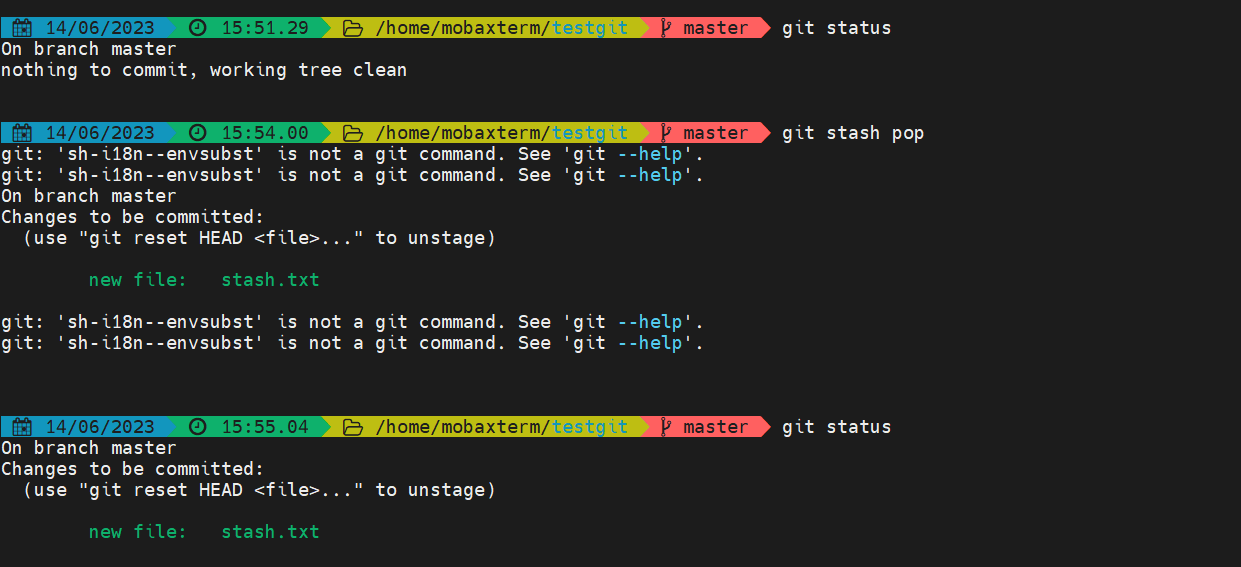 14/06/2023 15:51.29 /home/mobaxterm/testgit master git status
On branch master
nothing to commit, working tree clean
14/06/2023 15:54.00 /home/mobaxterm/testgit master git stash pop
git: 'sh-i18n--envsubst' is not a git command. See 'git --help'.
git: 'sh-i18n--envsubst' is not a git command. See 'git --help'.
On branch master
Changes to be committed:
(use "git reset HEAD <file>..." to unstage)
new file: stash.txt
git: 'sh-i18n--envsubst' is not a git command. See 'git --help'.
git: 'sh-i18n--envsubst' is not a git command. See 'git --help'.
14/06/2023 15:55.04 /home/mobaxterm/testgit master git status
On branch master
Changes to be committed:
(use "git reset HEAD <file>..." to unstage)
new file: stash.txt